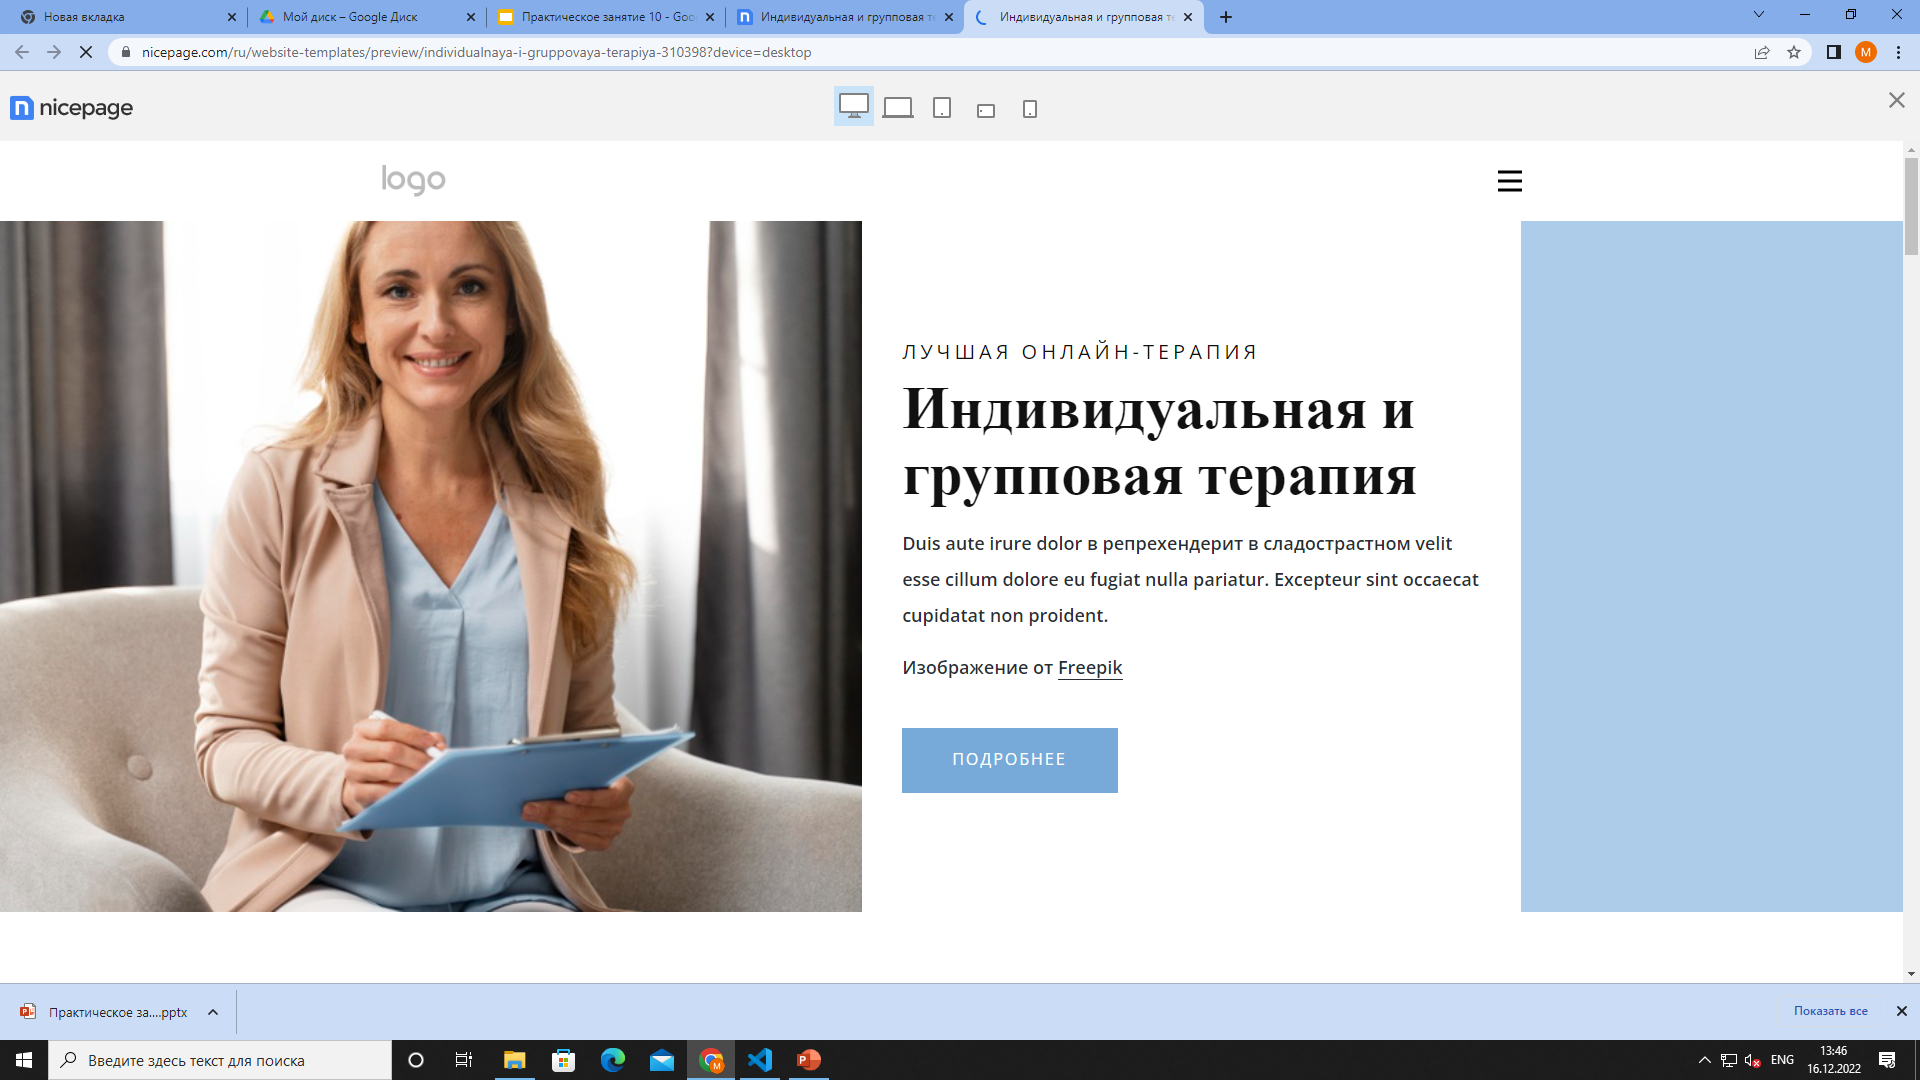 Новая вкладка
Мой диск – Google Диск
Практическое занятие 10 - Goo
Индивидуальная и групповая те
Индивидуальная и групповая те
nicepage.com/ru/website-templates/preview/individualnaya-i-gruppovaya-terapiya-310398?device=desktop
M
n nicepage
logo
ЛУЧШАЯ ОНЛАЙН-ТЕРАПИЯ
Индивидуальная и
групповая терапия
Duis aute irure dolor в репрехендерит в сладострастном velit
esse cillum dolore eu fugiat nulla pariatur. Excepteur sint occaecat
cupidatat non proident.
Изображение от Freepik
ПОДРОБНЕЕ
Практическое за....pptx
Показать все
Введите здесь текст для поиска
ENG
13:46
16.12.2022